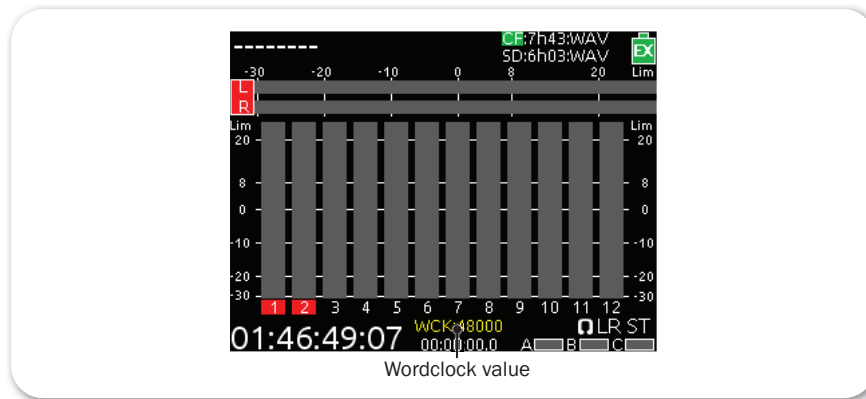 --------
CF:7h43:WAV
SD:6h03:WAV
EX
-30 -20 -10 0 8 20 Lim
L
R
Lim Lim
20 20
8 8
0 0
-10 -10
-20 -20
-30 -30
1 2 3 4 5 6 7 8 9 10 11 12
01:46:49:07
WCK:48000
00:00:00.0
LR ST
A B C
Wordclock value